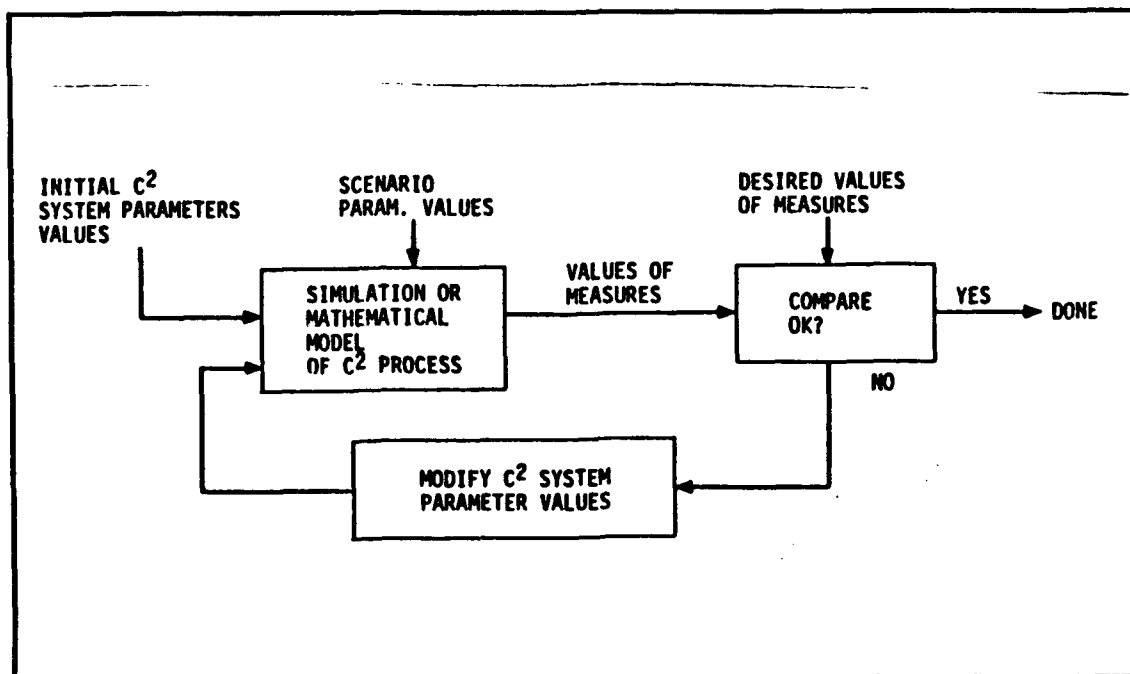 INITIAL C²
SYSTEM PARAMETERS
VALUES
SCENARIO
PARAM. VALUES
DESIRED VALUES
OF MEASURES
SIMULATION OR
MATHEMATICAL
MODEL
OF C² PROCESS
VALUES OF
MEASURES
COMPARE
OK?
YES
DONE
NO
MODIFY C² SYSTEM
PARAMETER VALUES